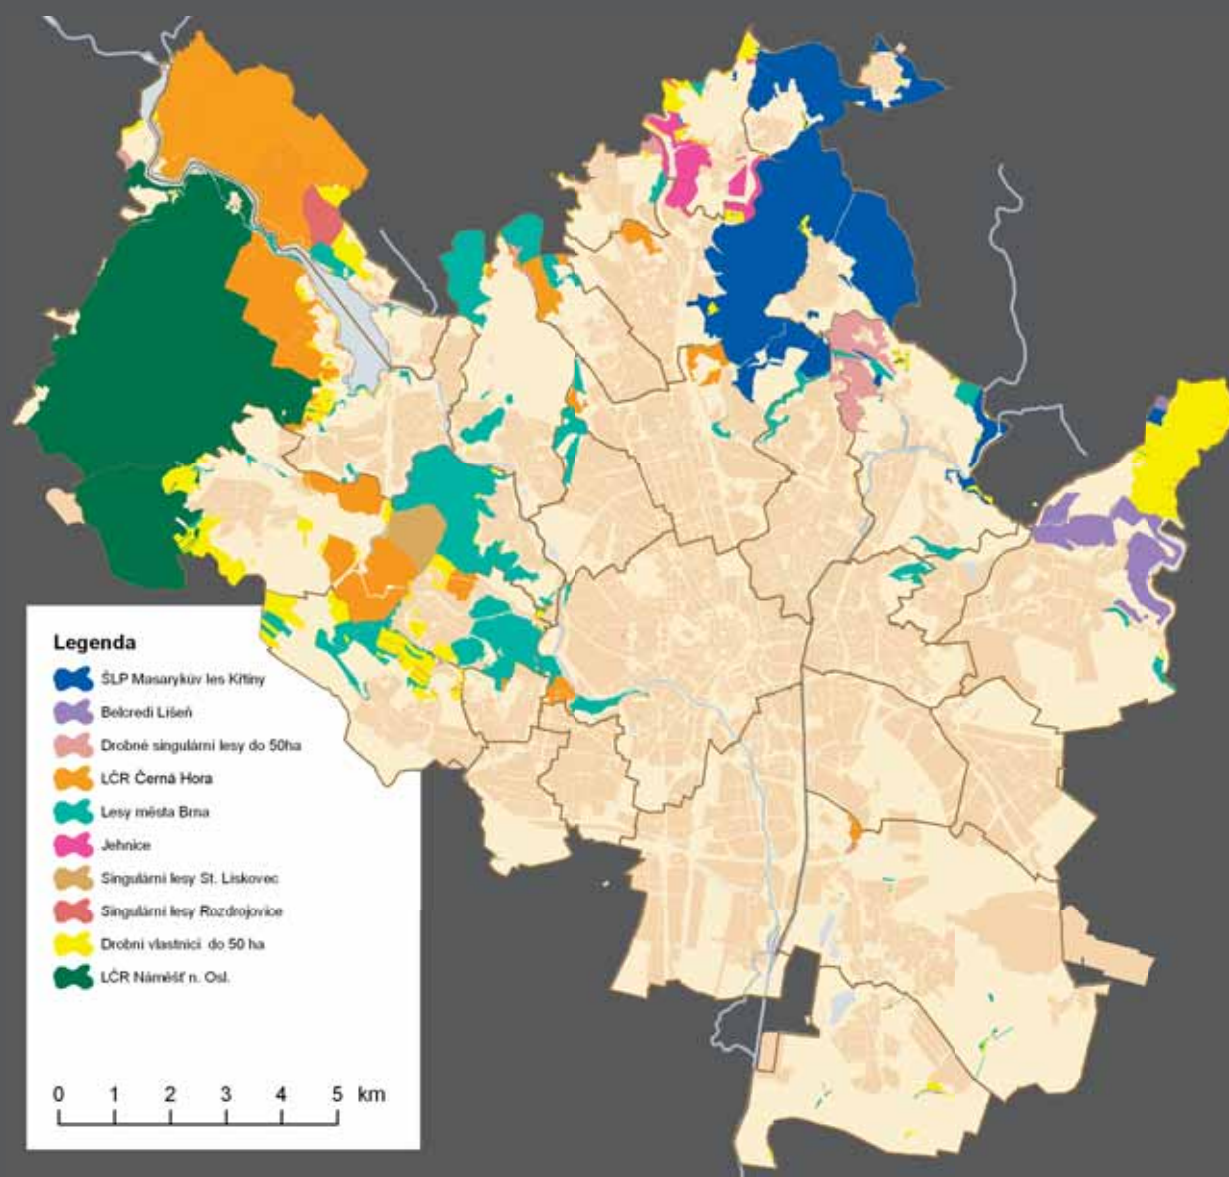 Legenda
ŠLP Masarykův les Křtiny
Belcredi Líšeň
Drobné singulární lesy do 50ha
LČR Černá Hora
Lesy města Brna
Jehnice
Singulární lesy St. Lískovec
Singulární lesy Rozdrojovice
Drobní vlastníci do 50 ha
LČR Náměšť n. Osl.
0 1 2 3 4 5 km